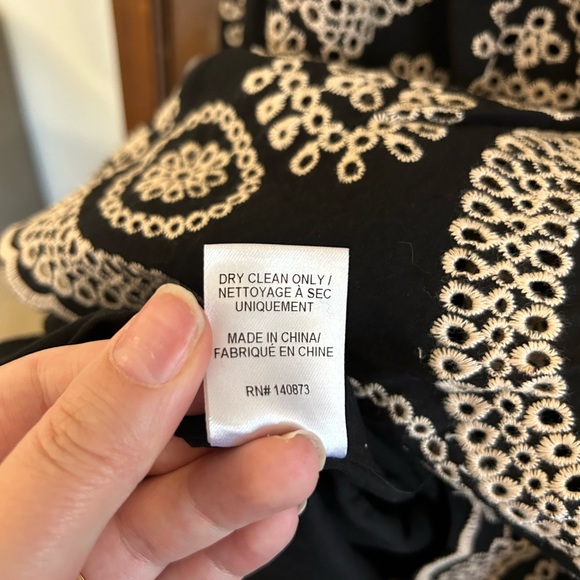 DRY CLEAN ONLY /
NETTOYAGE À SEC
UNIQUEMENT
MADE IN CHINA/
FABRIQUÉ EN CHINE
RN# 140873